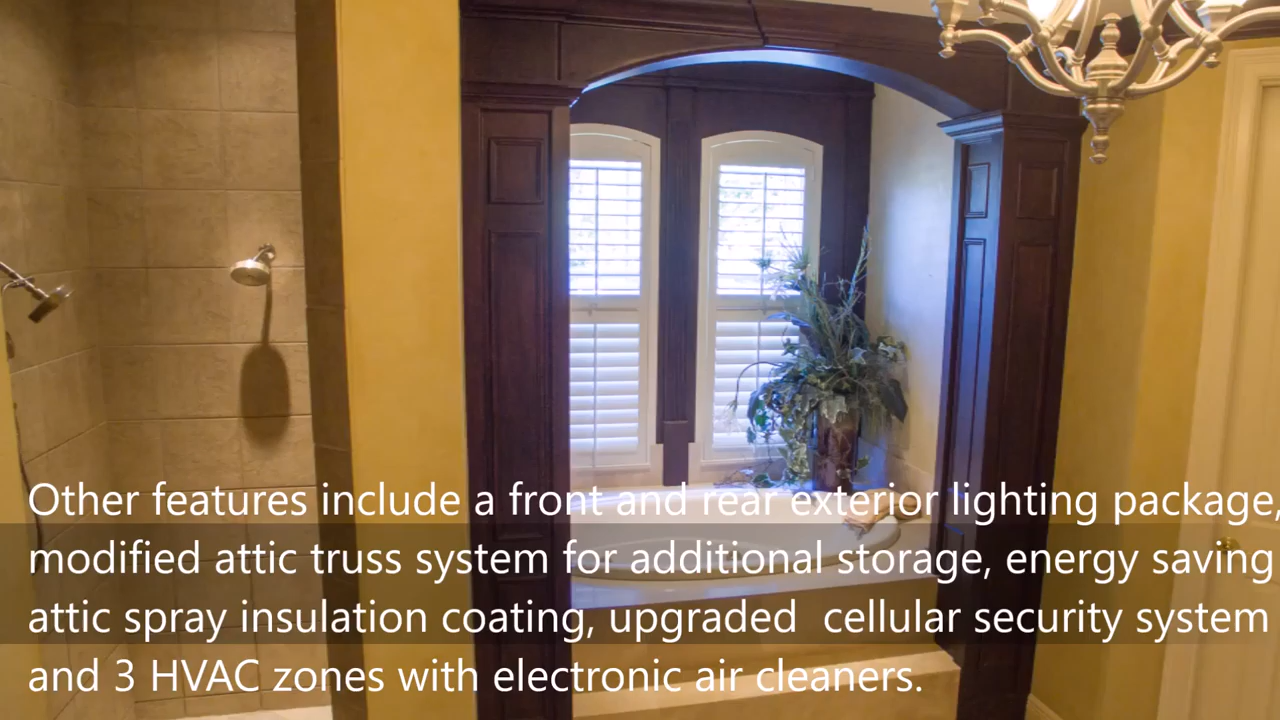 Other features include a front and rear exterior lighting package,
modified attic truss system for additional storage, energy saving
attic spray insulation coating, upgraded  cellular security system
and 3 HVAC zones with electronic air cleaners.